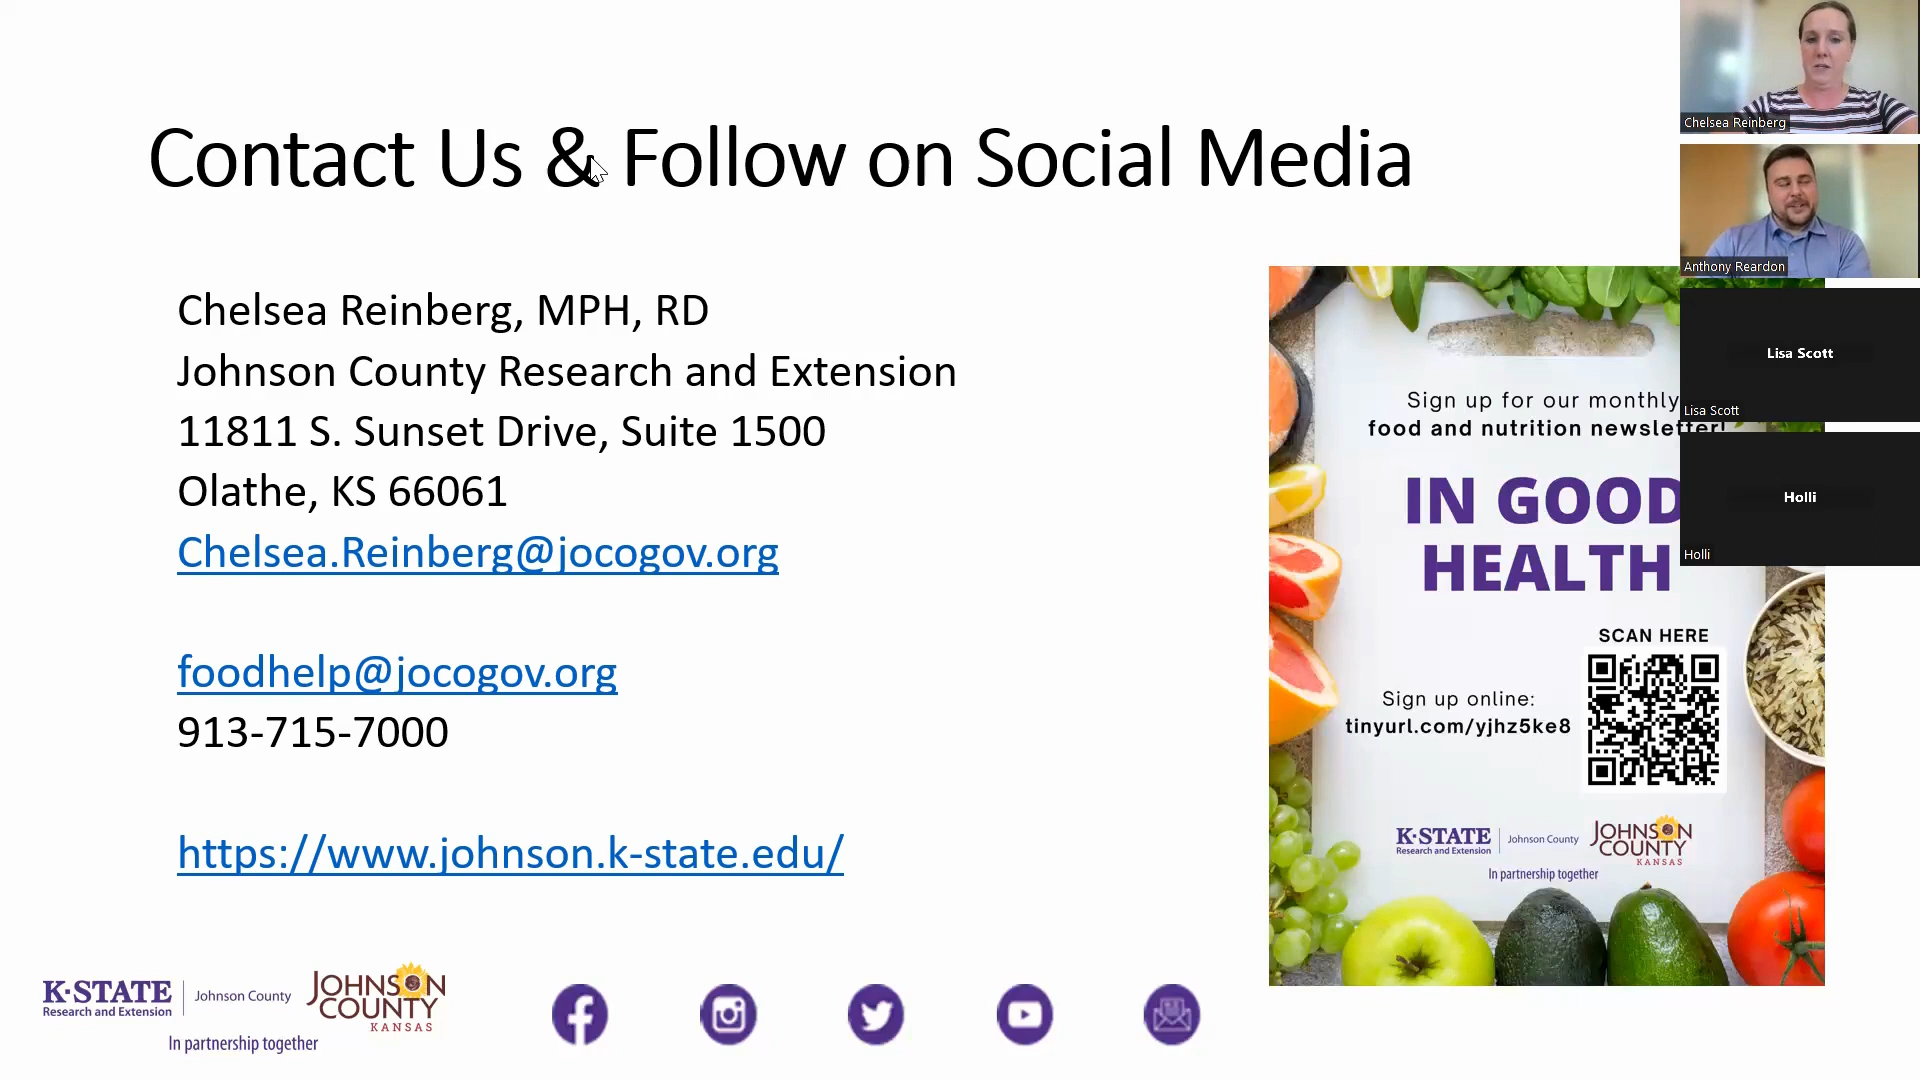 Contact Us & Follow on Social Media
Chelsea Reinberg, MPH, RD
Johnson County Research and Extension
11811 S. Sunset Drive, Suite 1500
Olathe, KS 66061
Chelsea.Reinberg@jocogov.org
foodhelp@jocogov.org
913-715-7000
https://www.johnson.k-state.edu/
K-STATE
Research and Extension
Johnson County
JOHNSON
COUNTY
KANSAS
In partnership together
Sign up for our monthly
food and nutrition newsletter!
IN GOOD
HEALTH
SCAN HERE
Sign up online:
tinyurl.com/yjhz5ke8
K-STATE
Research and Extension
Johnson County
JOHNSON
COUNTY
KANSAS
In partnership together
Chelsea Reinberg
Anthony Reardon
Lisa Scott
Lisa Scott
Holli
Holli